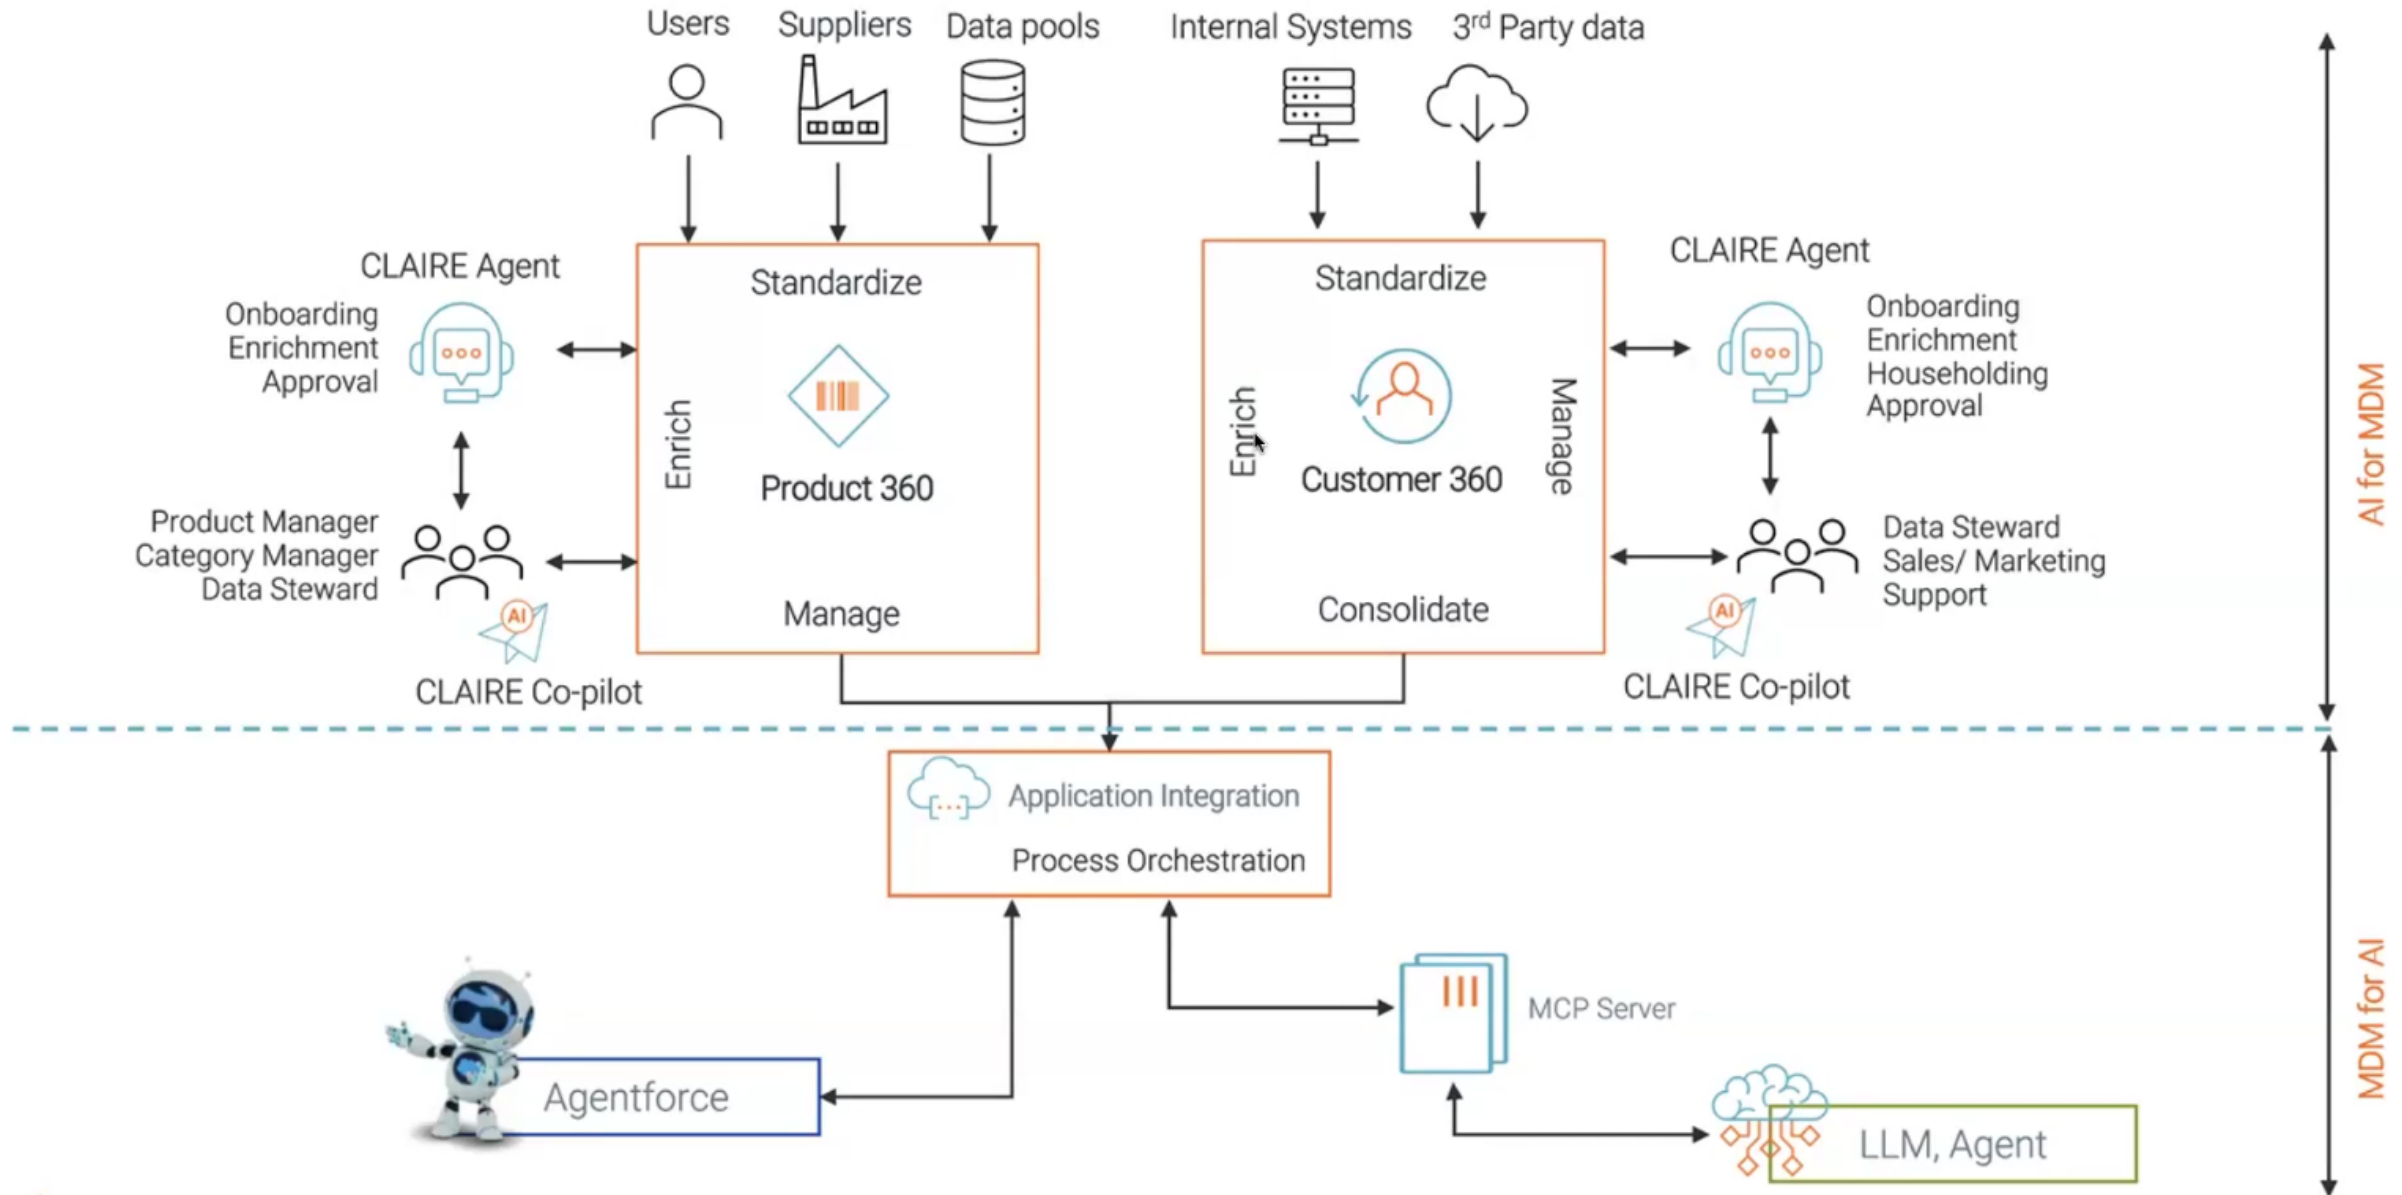 Users
Suppliers
Data pools
Internal Systems
3rd Party data
CLAIRE Agent
Onboarding
Enrichment
Approval
Product Manager
Category Manager
Data Steward
AI
CLAIRE Co-pilot
Standardize
Enrich
Product 360
Manage
Standardize
Enrich
Manage
Customer 360
Consolidate
CLAIRE Agent
Onboarding
Enrichment
Householding
Approval
Data Steward
Sales/ Marketing
Support
AI
CLAIRE Co-pilot
AI for MDM
Application Integration
Process Orchestration
Agentforce
MCP Server
LLM, Agent
MDM for AI